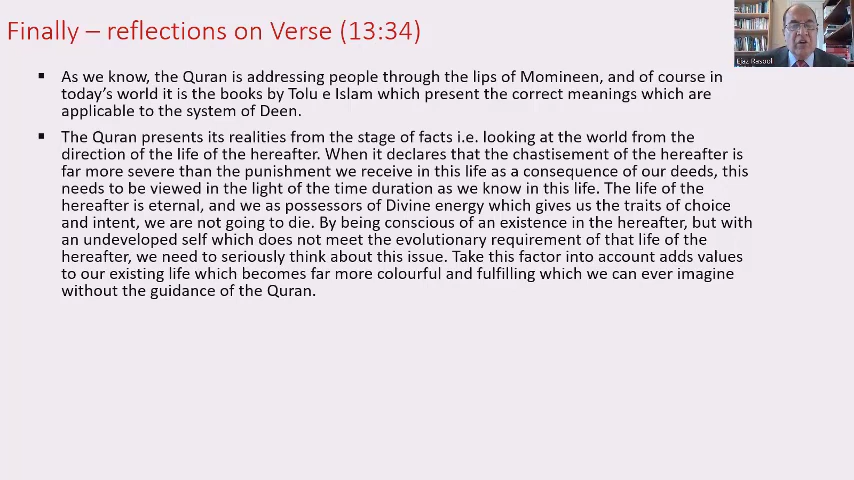 Finally – reflections on Verse (13:34)
Ejaz Rasool
▪ As we know, the Quran is addressing people through the lips of Momineen, and of course in
today's world it is the books by Tolu e Islam which present the correct meanings which are
applicable to the system of Deen.
▪ The Quran presents its realities from the stage of facts i.e. looking at the world from the
direction of the life of the hereafter. When it declares that the chastisement of the hereafter is
far more severe than the punishment we receive in this life as a consequence of our deeds, this
needs to be viewed in the light of the time duration as we know in this life. The life of the
hereafter is eternal, and we as possessors of Divine energy which gives us the traits of choice
and intent, we are not going to die. By being conscious of an existence in the hereafter, but with
an undeveloped self which does not meet the evolutionary requirement of that life of the
hereafter, we need to seriously think about this issue. Take this factor into account adds values
to our existing life which becomes far more colourful and fulfilling which we can ever imagine
without the guidance of the Quran.